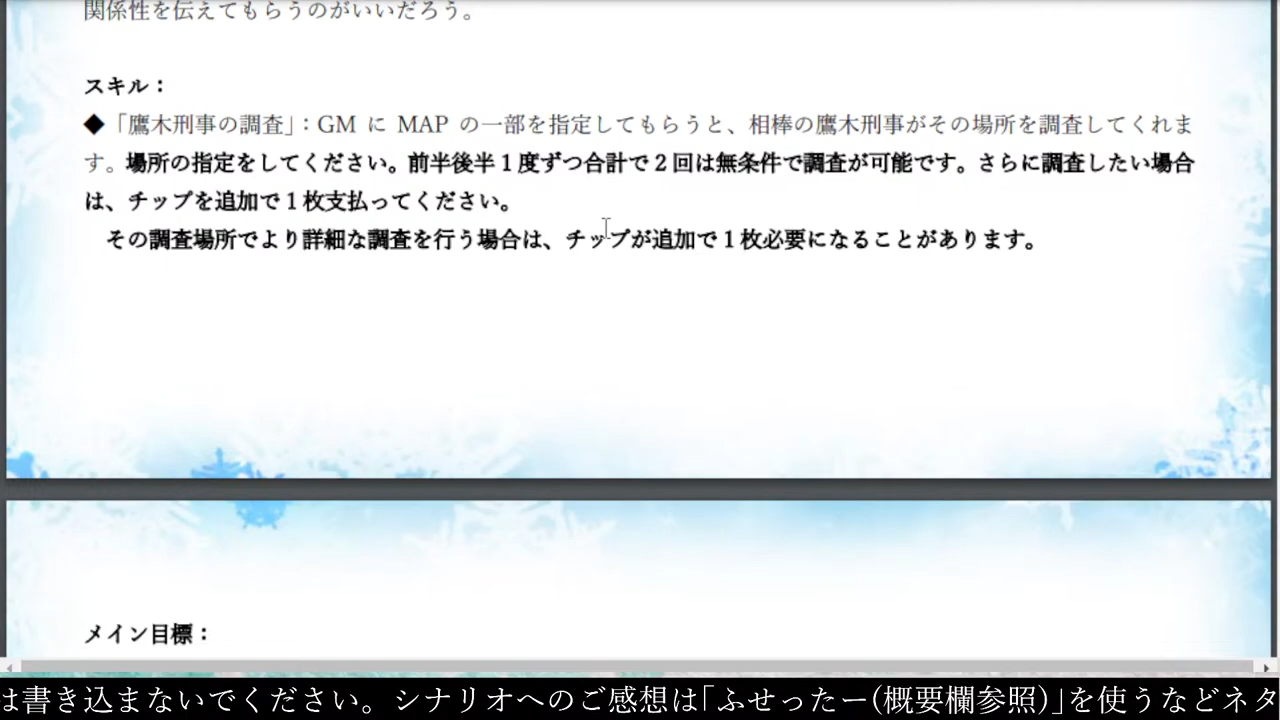 関係性を伝えてもらうのがいいだろう。
スキル：
◆「鷹木刑事の調査」：GM に MAP の一部を指定してもらうと、相棒の鷹木刑事がその場所を調査してくれま
す。場所の指定をしてください。前半後半１度ずつ合計で２回は無条件で調査が可能です。さらに調査したい場合
は、チップを追加で１枚支払ってください。
その調査場所でより詳細な調査を行う場合は、チップが追加で１枚必要になることがあります。
メイン目標：
は書き込まないでください。シナリオへのご感想は｢ふせったー(概要欄参照)｣を使うなどネタ